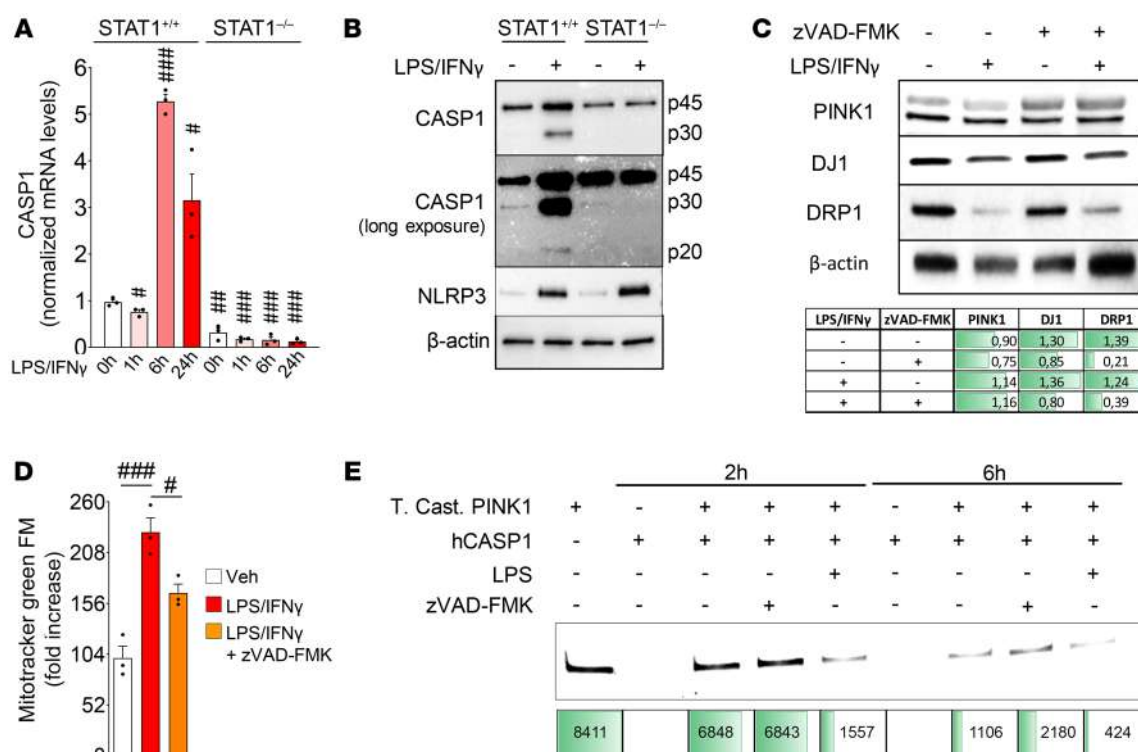 A
STAT1+/+ STAT1–/–
CASP1
(normalized mRNA levels)
6
5
4
3
2
1
0
# ### # ## ### ### ###
LPS/IFNγ 0h 1h 6h 24h 0h 1h 6h 24h
B
STAT1+/+ STAT1–/–
LPS/IFNγ - + - +
CASP1 p45
p30
CASP1
(long exposure)
p45
p30
p20
NLRP3
β-actin
C
zVAD-FMK - - + +
LPS/IFNγ - + - +
PINK1
DJ1
DRP1
β-actin
LPS/IFNγ zVAD-FMK PINK1 DJ1 DRP1
- - 0,90 1,30 1,39
- + 0,75 0,85 0,21
+ - 1,14 1,36 1,24
+ + 1,16 0,80 0,39
D
### #
Mitotracker green FM
(fold increase)
260
208
156
104
52
0
Veh
LPS/IFNγ
LPS/IFNγ
+ zVAD-FMK
E
2h 6h
T. Cast. PINK1 + - + + + - + + +
hCASP1 - + + + + + + + +
LPS - - - - + - - - +
zVAD-FMK - - - + - - - + -
8411 6848 6843 1557 1106 2180 424